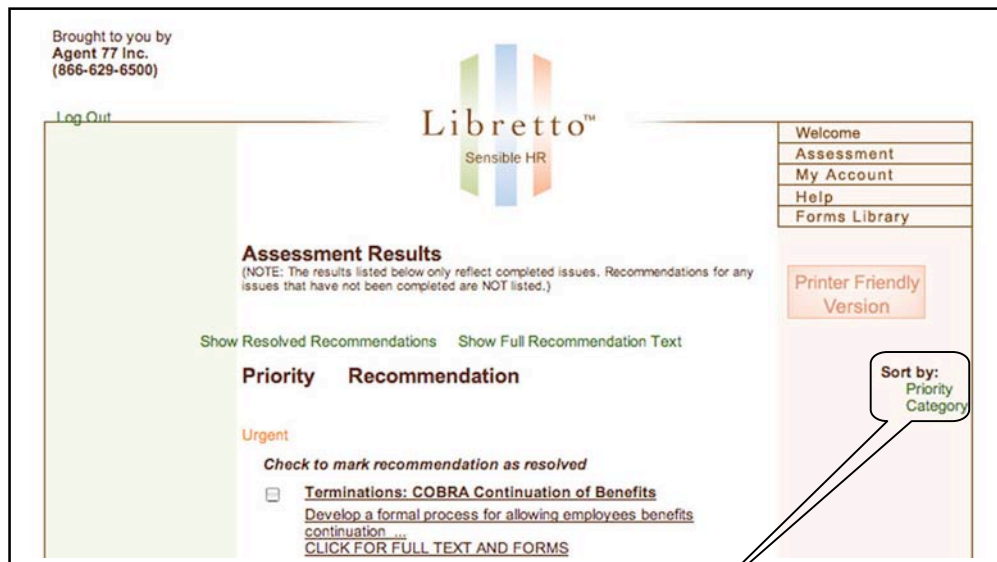 Brought to you by
Agent 77 Inc.
(866-629-6500)
Log Out
Libretto™
Sensible HR
Welcome
Assessment
My Account
Help
Forms Library
Assessment Results
(NOTE: The results listed below only reflect completed issues. Recommendations for any
issues that have not been completed are NOT listed.)
Printer Friendly
Version
Show Resolved Recommendations Show Full Recommendation Text
Priority Recommendation
Sort by:
Priority
Category
Urgent
Check to mark recommendation as resolved
Terminations: COBRA Continuation of Benefits
Develop a formal process for allowing employees benefits
continuation ...
CLICK FOR FULL TEXT AND FORMS